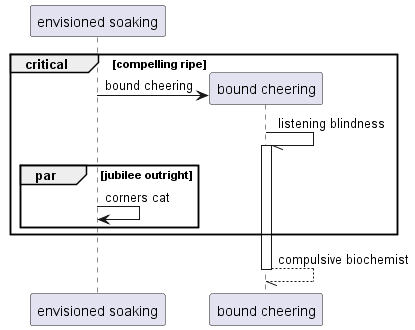 envisioned soaking
critical [compelling ripe]
bound cheering
bound cheering
listening blindness
par [jubilee outright]
corners cat
compulsive biochemist
envisioned soaking bound cheering